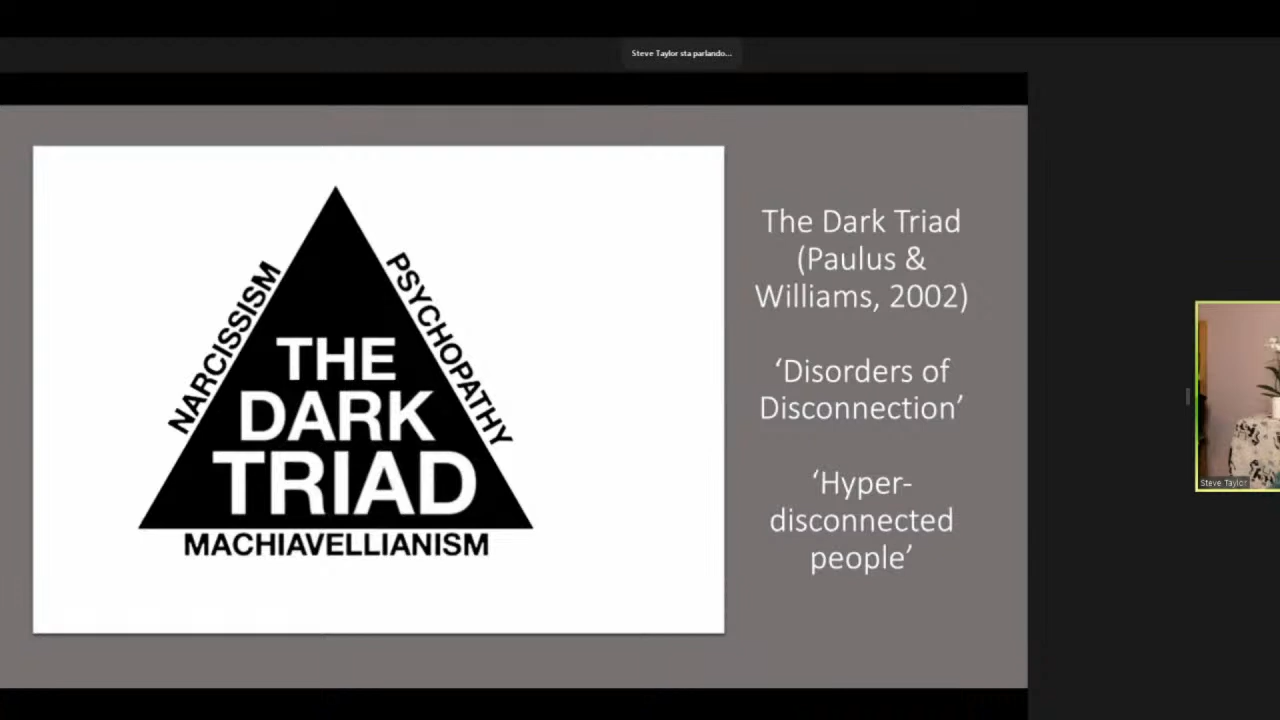 Steve Taylor sta parlando...
NARCISSISM
PSYCHOPATHY
THE
DARK
TRIAD
MACHIAVELLIANISM
The Dark Triad
(Paulus &
Williams, 2002)
‘Disorders of
Disconnection’
‘Hyper-
disconnected
people’
Steve Taylor